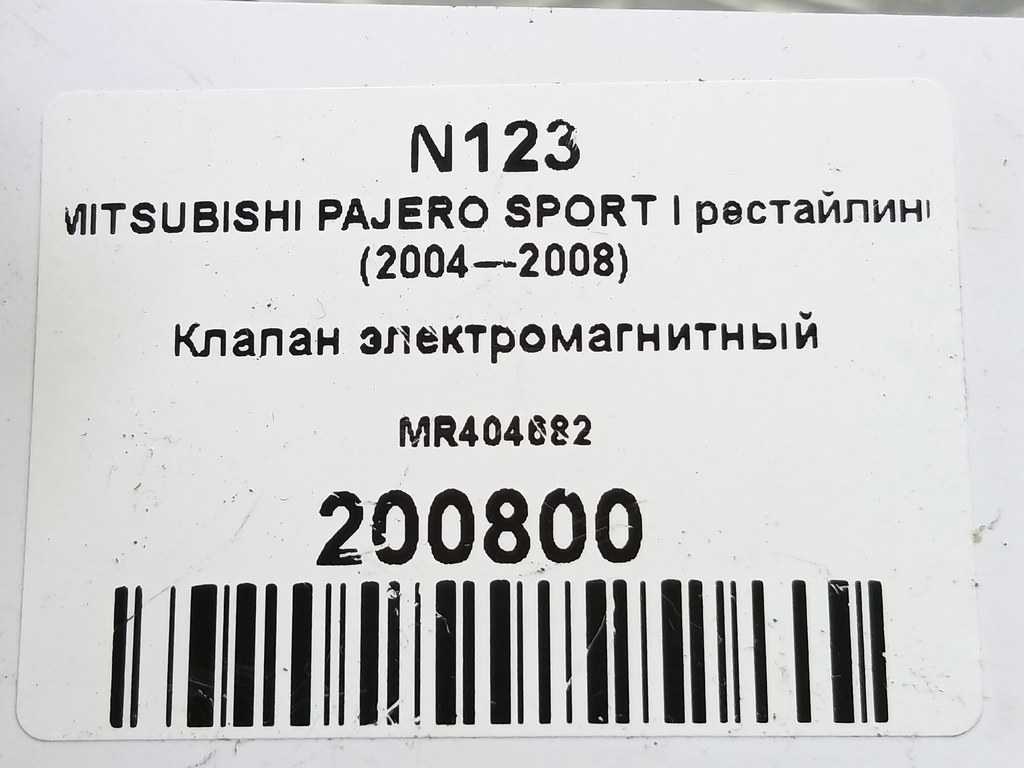 N123
MITSUBISHI PAJERO SPORT I рестайлинг
(2004—2008)
Клапан электромагнитный
MR404682
200800